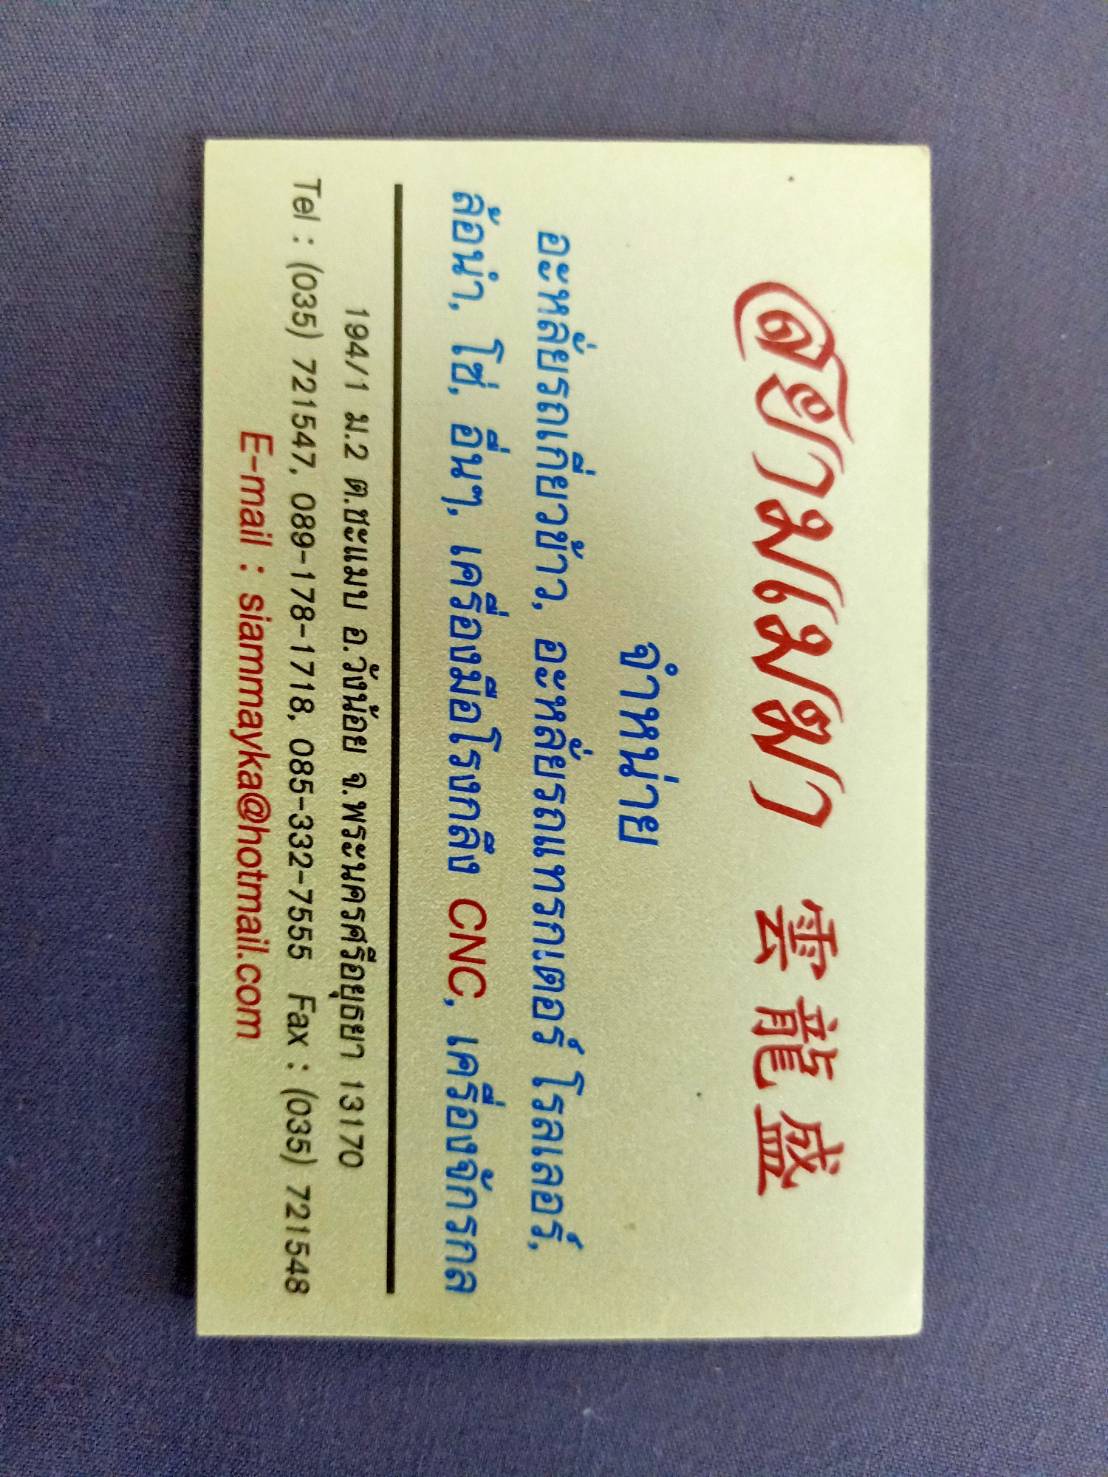 สยามเมฆา 雲龍盛
จำหน่าย
อะหลั่ยรถเกี่ยวข้าว, อะหลั่ยรถแทรกเตอร์ โรลเลอร์,
ล้อนำ, โซ่, อื่นๆ, เครื่องมือโรงกลึง CNC, เครื่องจักรกล
194/1 ม.2 ต.ชะแมบ อ.วังน้อย จ.พระนครศรีอยุธยา 13170
Tel : (035) 721547, 089-178-1718, 085-332-7555 Fax : (035) 721548
E-mail : siammayka@hotmail.com